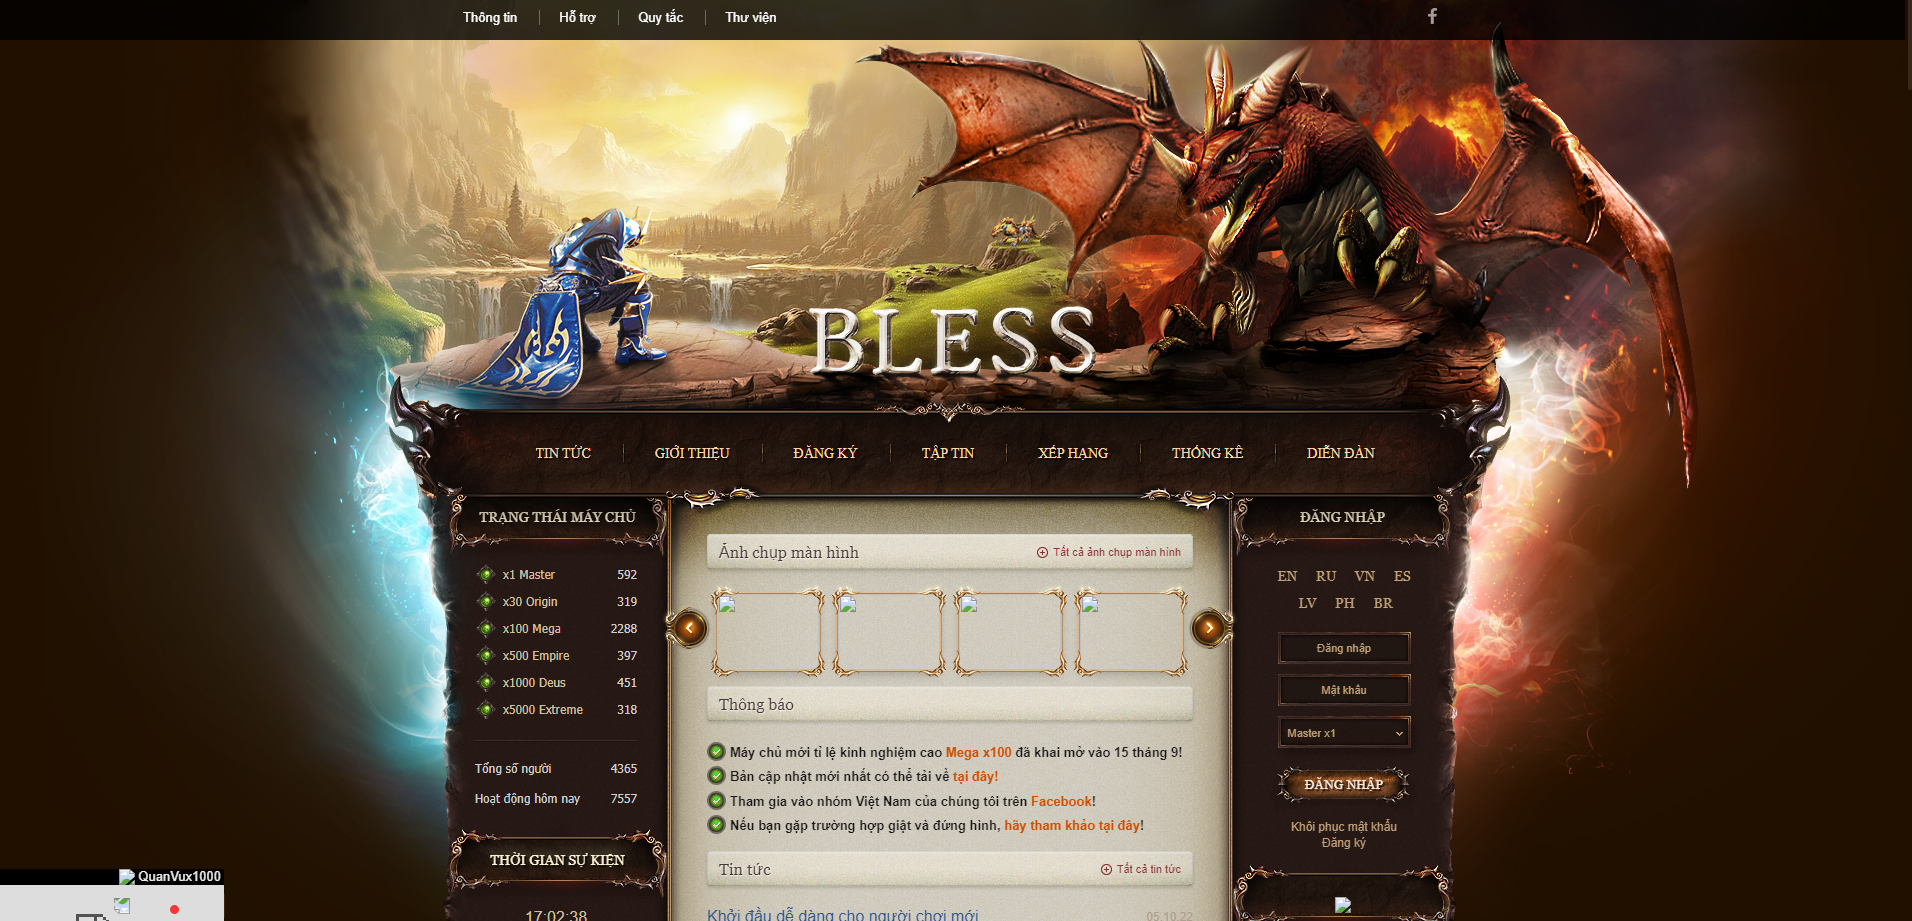 Thông tin
Hỗ trợ
Quy tắc
Thư viện
BLESS
TIN TỨC
GIỚI THIỆU
ĐĂNG KÝ
TẬP TIN
XẾP HẠNG
THỐNG KÊ
DIỄN ĐÀN
TRẠNG THÁI MÁY CHỦ
x1 Master 592
x30 Origin 319
x100 Mega 2288
x500 Empire 397
x1000 Deus 451
x5000 Extreme 318
Tổng số người 4365
Hoạt động hôm nay 7557
THỜI GIAN SỰ KIỆN
17:02:38
QuanVux1000
Ảnh chụp màn hình
Tất cả ảnh chụp màn hình
Thông báo
Máy chủ mới tỉ lệ kinh nghiệm cao Mega x100 đã khai mở vào 15 tháng 9!
Bản cập nhật mới nhất có thể tải về tại đây!
Tham gia vào nhóm Việt Nam của chúng tôi trên Facebook!
Nếu bạn gặp trường hợp giật và đứng hình, hãy tham khảo tại đây!
Tin tức
Tất cả tin tức
Khởi đầu dễ dàng cho người chơi mới 05.10.22
ĐĂNG NHẬP
EN RU VN ES
LV PH BR
Đăng nhập
Mật khẩu
Master x1
ĐĂNG NHẬP
Khôi phục mật khẩu
Đăng ký